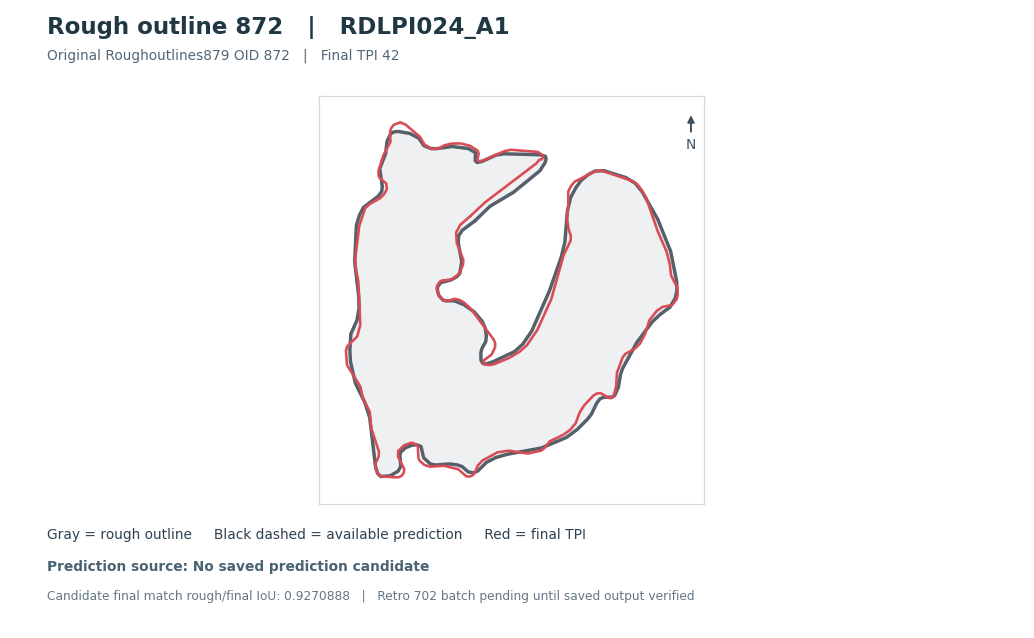 Rough outline 872 | RDLPI024_A1
Original Roughoutlines879 OID 872 | Final TPI 42
N
Gray = rough outline Black dashed = available prediction Red = final TPI
Prediction source: No saved prediction candidate
Candidate final match rough/final IoU: 0.9270888 | Retro 702 batch pending until saved output verified